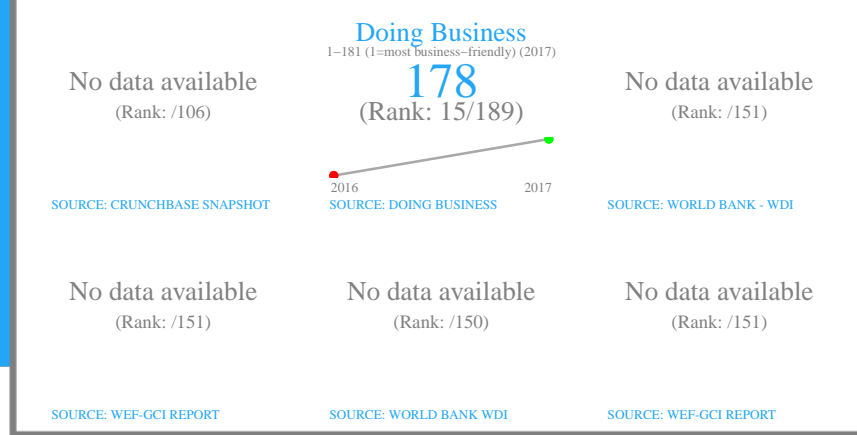 Doing Business
1−181 (1=most business−friendly) (2017)
No data available
(Rank: /106)
178
(Rank: 15/189)
No data available
(Rank: /151)
2016
2017
SOURCE: CRUNCHBASE SNAPSHOT
SOURCE: DOING BUSINESS
SOURCE: WORLD BANK - WDI
No data available
(Rank: /151)
No data available
(Rank: /150)
No data available
(Rank: /151)
SOURCE: WEF-GCI REPORT
SOURCE: WORLD BANK WDI
SOURCE: WEF-GCI REPORT